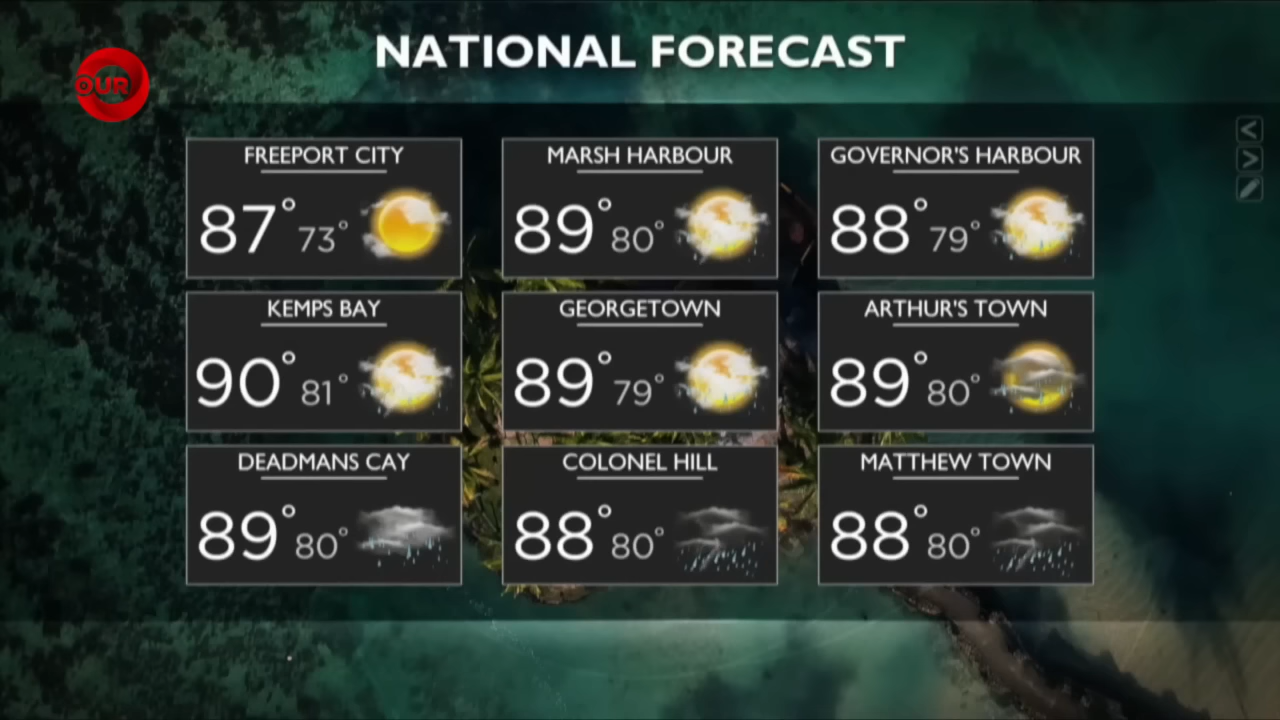 NATIONAL FORECAST
OUR
FREEPORT CITY
87° 73°
MARSH HARBOUR
89° 80°
GOVERNOR'S HARBOUR
88° 79°
KEMPS BAY
90° 81°
GEORGETOWN
89° 79°
ARTHUR'S TOWN
89° 80°
DEADMANS CAY
89° 80°
COLONEL HILL
88° 80°
MATTHEW TOWN
88° 80°